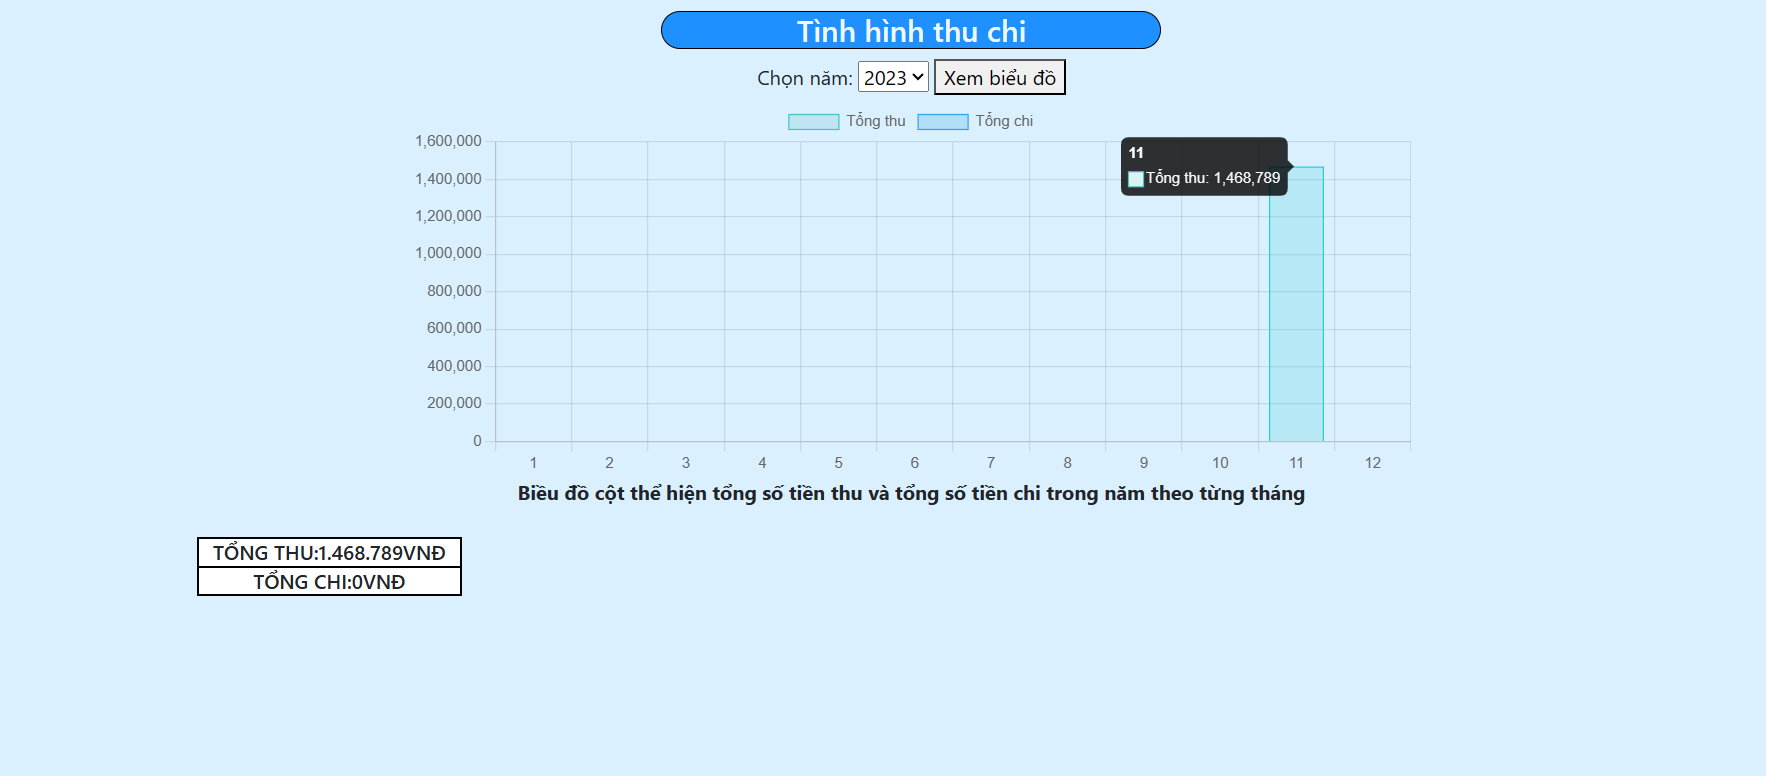 Tình hình thu chi
Chọn năm: 2023 Xem biểu đồ
Tổng thu Tổng chi
1,600,000
1,400,000
1,200,000
1,000,000
800,000
600,000
400,000
200,000
0
11
Tổng thu: 1,468,789
1 2 3 4 5 6 7 8 9 10 11 12
Biều đồ cột thể hiện tổng số tiền thu và tổng số tiền chi trong năm theo từng tháng
TỔNG THU:1.468.789VNĐ
TỔNG CHI:0VNĐ